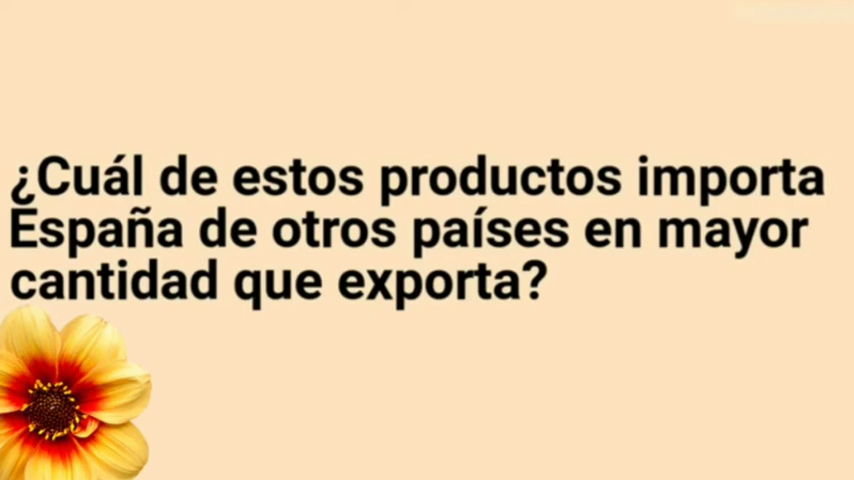 ¿Cuál de estos productos importa
España de otros países en mayor
cantidad que exporta?